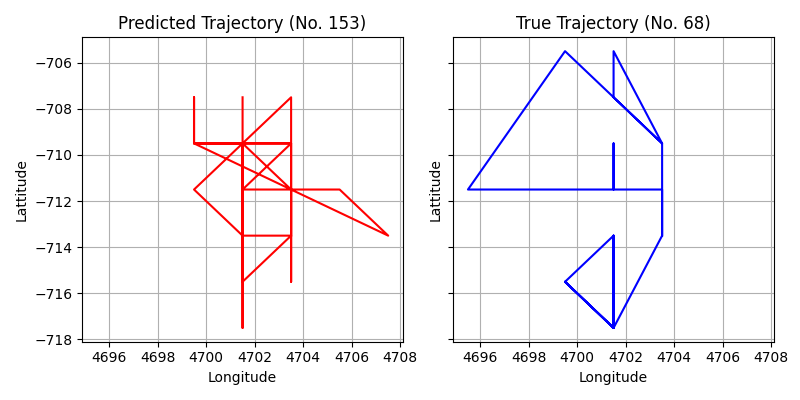 Predicted Trajectory (No. 153)
True Trajectory (No. 68)
Lattitude
−706
−708
−710
−712
−714
−716
−718
4696 4698 4700 4702 4704 4706 4708
Longitude
Lattitude
4696 4698 4700 4702 4704 4706 4708
Longitude